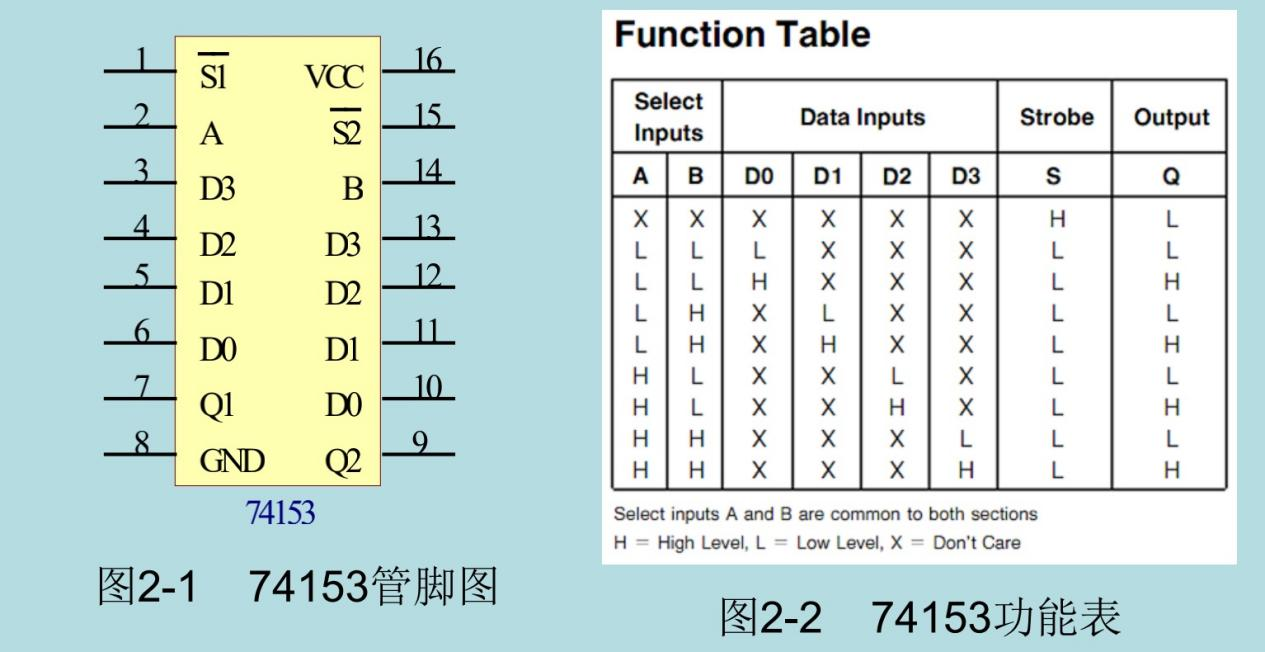 1 S1 VCC 16
2 A S2 15
3 D3 B 14
4 D2 D3 13
5 D1 D2 12
6 D0 D1 11
7 Q1 D0 10
8 GND Q2 9
74153
图2-1 74153管脚图
Function Table
Select Inputs Data Inputs Strobe Output
A B D0 D1 D2 D3 S Q
X X X X X X H L
L L L X X X L L
L L H X X X L H
L H X L X X L L
L H X H X X L H
H L X X L X L L
H L X X H X L H
H H X X X L L L
H H X X X H L H
Select inputs A and B are common to both sections
H = High Level, L = Low Level, X = Don't Care
图2-2 74153功能表